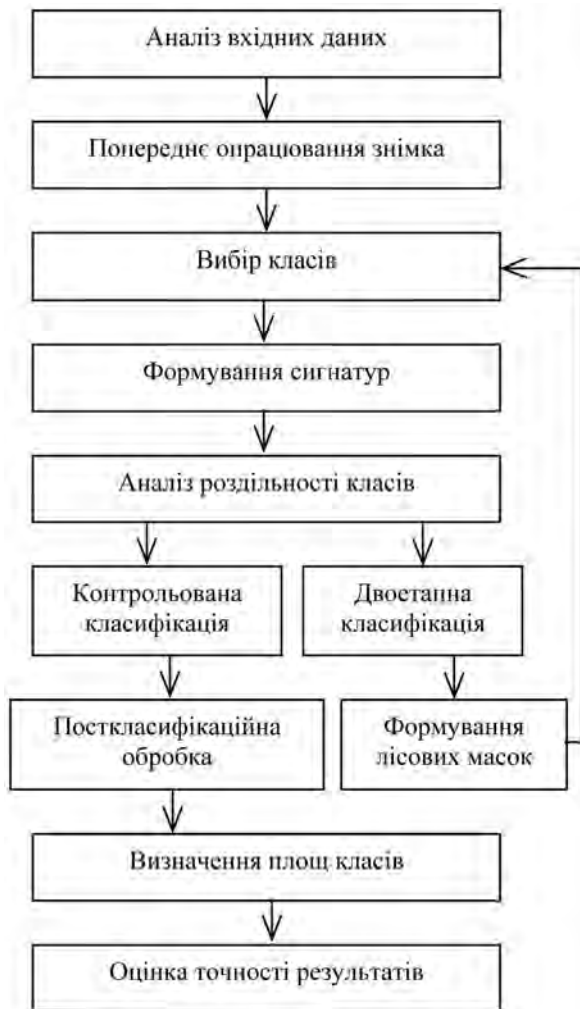 Аналіз вхідних даних
Попереднє опрацювання знімка
Вибір класів
Формування сигнатур
Аналіз роздільності класів
Контрольована
класифікація
Двоетапна
класифікація
Посткласифікаційна
обробка
Формування
лісових масок
Визначення площ класів
Оцінка точності результатів